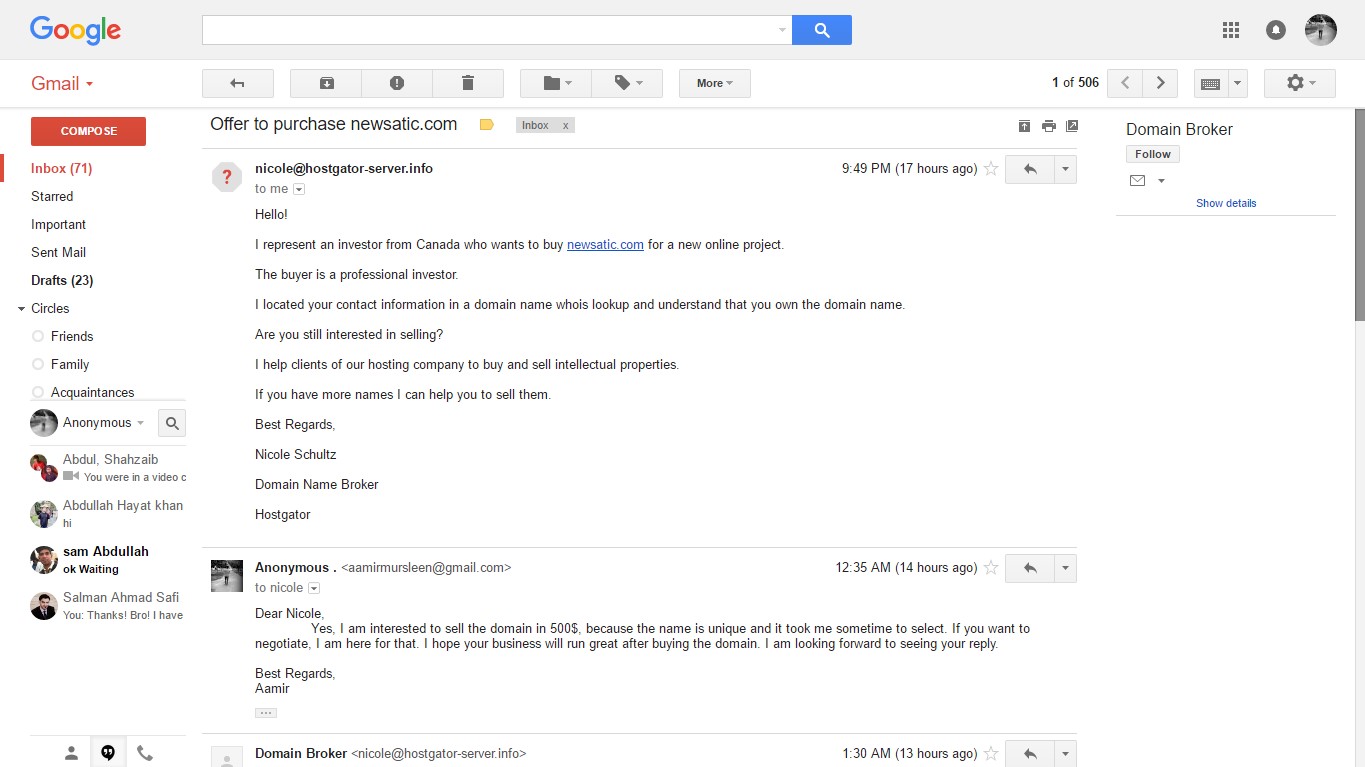 Google
Gmail
More
1 of 506
COMPOSE
Inbox (71)
Starred
Important
Sent Mail
Drafts (23)
Circles
Friends
Family
Acquaintances
Anonymous
Abdul, Shahzaib
You were in a video c
Abdullah Hayat khan
hi
sam Abdullah
ok Waiting
Salman Ahmad Safi
You: Thanks! Bro! I have
Offer to purchase newsatic.com
Inbox x
nicole@hostgator-server.info
9:49 PM (17 hours ago)
to me
Hello!
I represent an investor from Canada who wants to buy newsatic.com for a new online project.
The buyer is a professional investor.
I located your contact information in a domain name whois lookup and understand that you own the domain name.
Are you still interested in selling?
I help clients of our hosting company to buy and sell intellectual properties.
If you have more names I can help you to sell them.
Best Regards,
Nicole Schultz
Domain Name Broker
Hostgator
Anonymous . <aamirmursleen@gmail.com>
12:35 AM (14 hours ago)
to nicole
Dear Nicole,
Yes, I am interested to sell the domain in 500$, because the name is unique and it took me sometime to select. If you want to
negotiate, I am here for that. I hope your business will run great after buying the domain. I am looking forward to seeing your reply.
Best Regards,
Aamir
Domain Broker <nicole@hostgator-server.info>
1:30 AM (13 hours ago)
Domain Broker
Follow
Show details